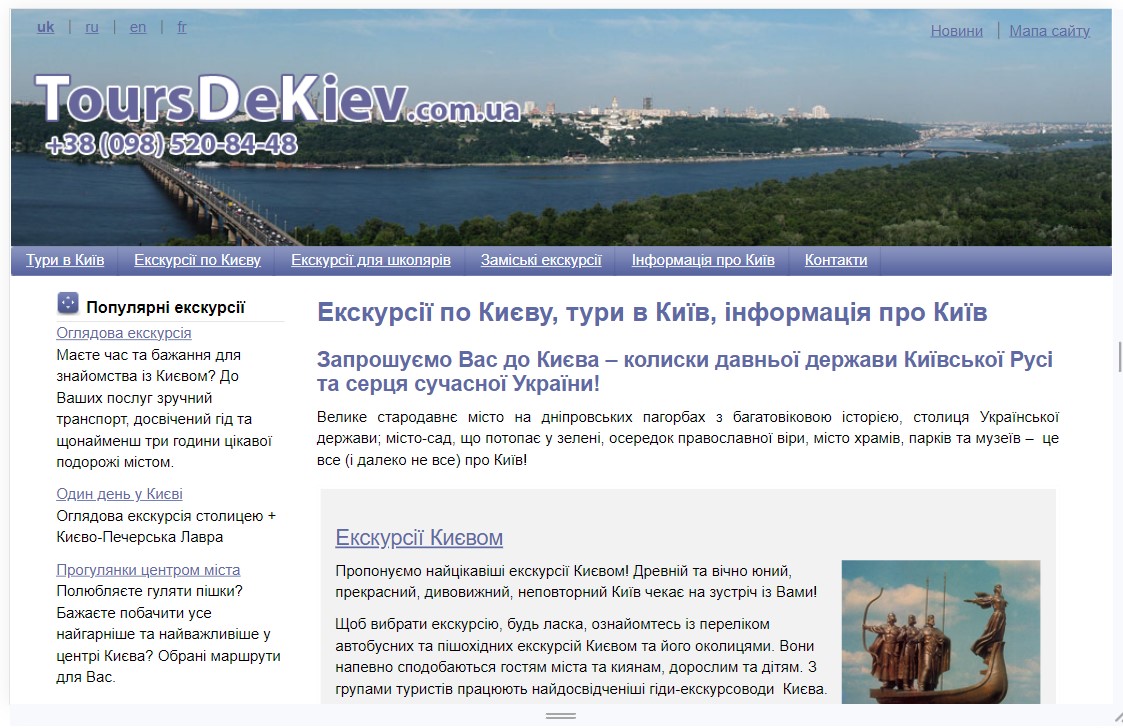 uk | ru | en | fr
Новини | Мапа сайту
ToursDeKiev.com.ua
+38 (098) 520-84-48
Тури в Київ Екскурсії по Києву Екскурсії для школярів Заміські екскурсії Інформація про Київ Контакти
Популярні екскурсії
Оглядова екскурсія
Маєте час та бажання для
знайомства із Києвом? До
Ваших послуг зручний
транспорт, досвічений гід та
щонайменш три години цікавої
подорожі містом.
Один день у Києві
Оглядова екскурсія столицею +
Києво-Печерська Лавра
Прогулянки центром міста
Полюбляєте гуляти пішки?
Бажаєте побачити усе
найгарніше та найважливіше у
центрі Києва? Обрані маршрути
для Вас.
Екскурсії по Києву, тури в Київ, інформація про Київ
Запрошуємо Вас до Києва – колиски давньої держави Київської Русі
та серця сучасної України!
Велике стародавнє місто на дніпровських пагорбах з багатовіковою історією, столиця Української
держави; місто-сад, що потопає у зелені, осередок православної віри, місто храмів, парків та музеїв – це
все (і далеко не все) про Київ!
Екскурсії Києвом
Пропонуємо найцікавіші екскурсії Києвом! Древній та вічно юний,
прекрасний, дивовижний, неповторний Київ чекає на зустріч із Вами!
Щоб вибрати екскурсію, будь ласка, ознайомтесь із переліком
автобусних та пішохідних екскурсій Києвом та його околицями. Вони
напевно сподобаються гостям міста та киянам, дорослим та дітям. З
групами туристів працюють найдосвідченіші гіди-екскурсоводи Києва.